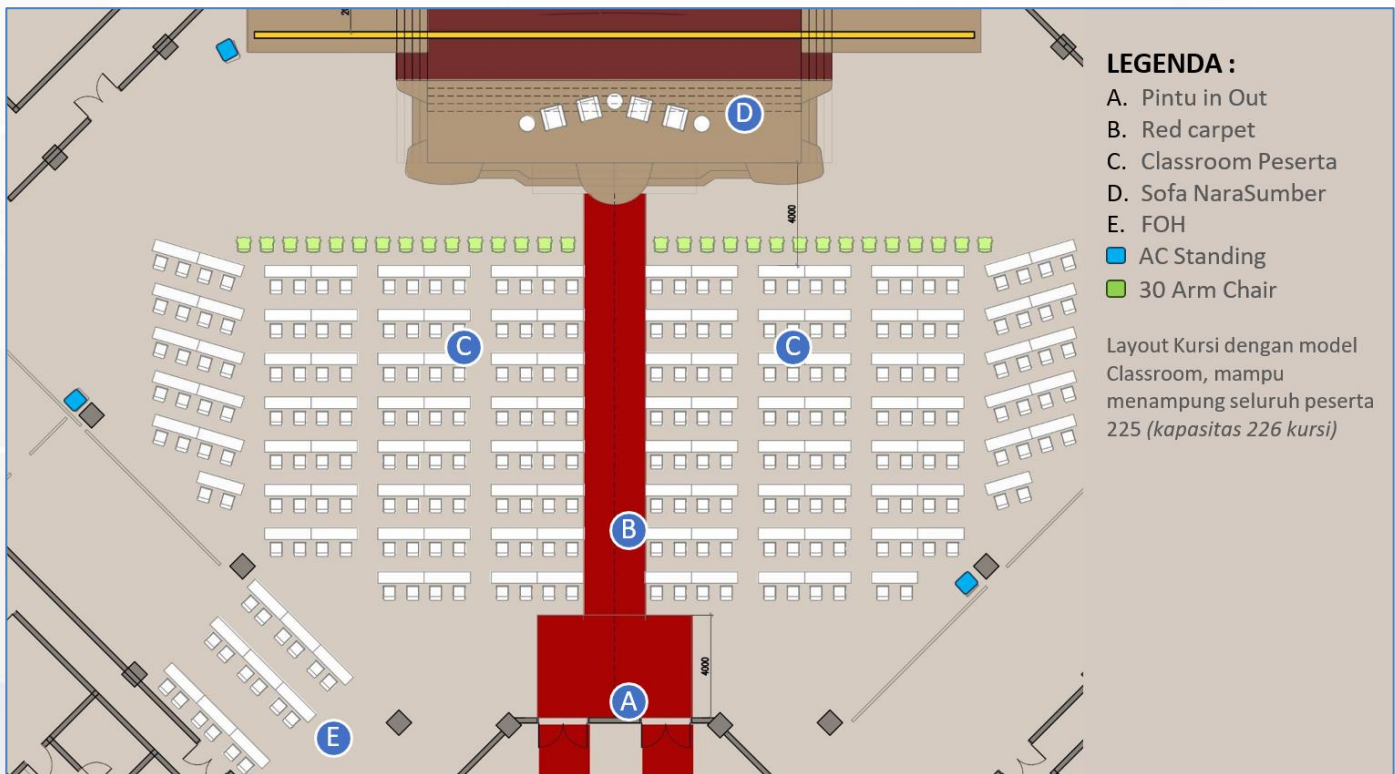 LEGENDA :
A. Pintu in Out
B. Red carpet
C. Classroom Peserta
D. Sofa NaraSumber
E. FOH
AC Standing
30 Arm Chair
Layout Kursi dengan model
Classroom, mampu
menampung seluruh peserta
225 (kapasitas 226 kursi)
D
4000
C
C
B
4000
A
E